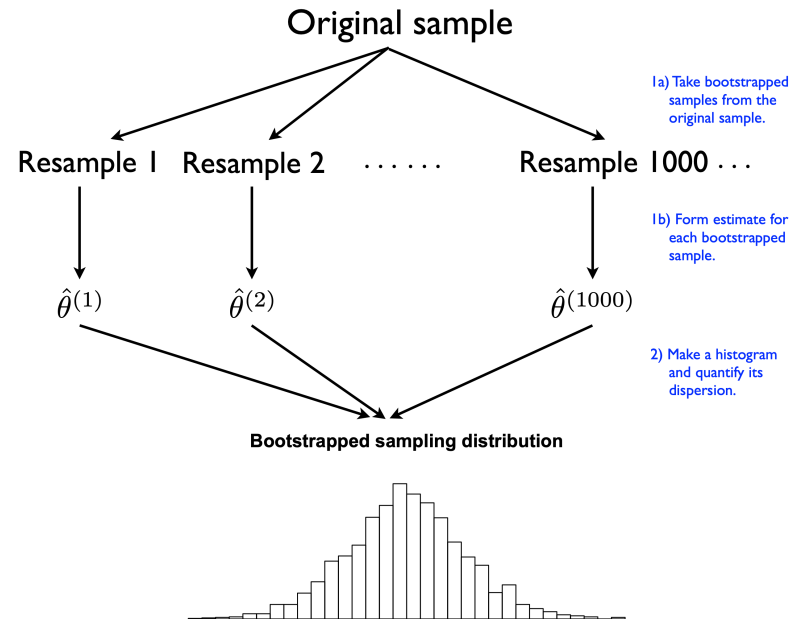 Original sample
1a) Take bootstrapped
samples from the
original sample.
Resample 1 Resample 2 ...... Resample 1000 ...
1b) Form estimate for
each bootstrapped
sample.
θ̂(1) θ̂(2) θ̂(1000)
2) Make a histogram
and quantify its
dispersion.
Bootstrapped sampling distribution